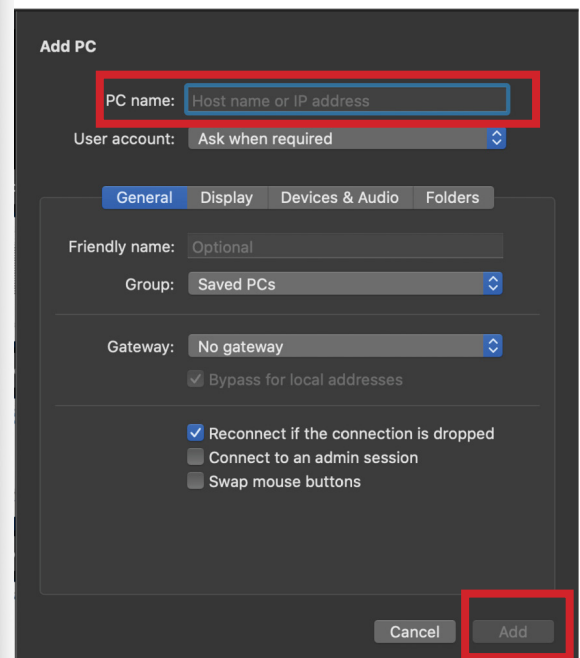 Add PC
PC name: Host name or IP address
User account: Ask when required
General Display Devices & Audio Folders
Friendly name: Optional
Group: Saved PCs
Gateway: No gateway
Bypass for local addresses
Reconnect if the connection is dropped
Connect to an admin session
Swap mouse buttons
Cancel Add